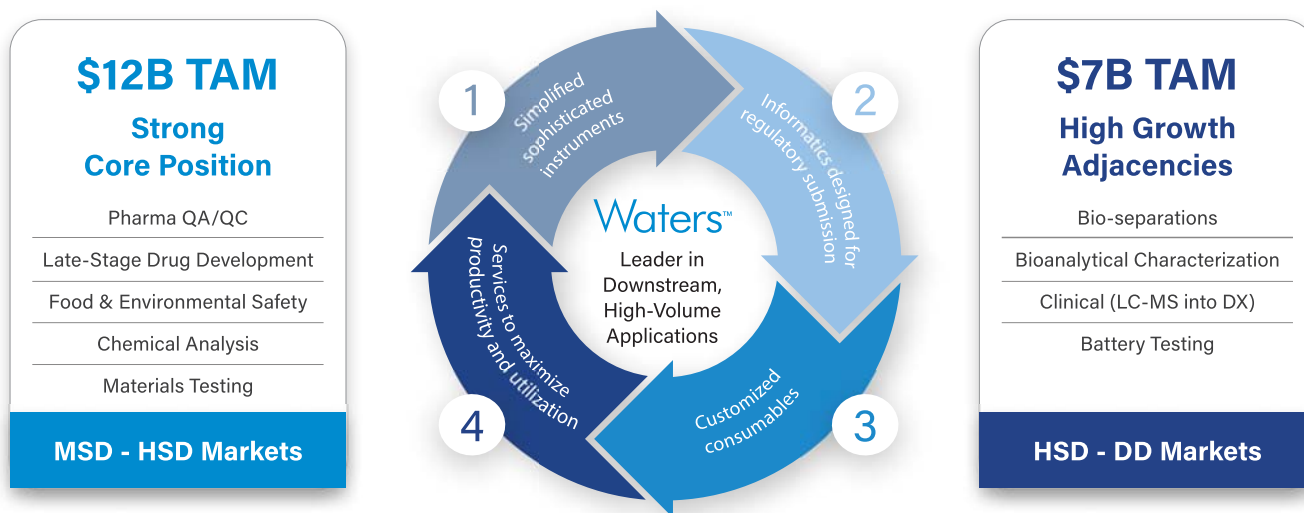 $12B TAM
Strong
Core Position
Pharma QA/QC
Late-Stage Drug Development
Food & Environmental Safety
Chemical Analysis
Materials Testing
MSD - HSD Markets
1
Simplified
sophisticated
instruments
2
Informatics designed for
regulatory submission
3
Customized
consumables
4
Services to maximize
productivity and utilization
Waters™
Leader in
Downstream,
High-Volume
Applications
$7B TAM
High Growth
Adjacencies
Bio-separations
Bioanalytical Characterization
Clinical (LC-MS into DX)
Battery Testing
HSD - DD Markets